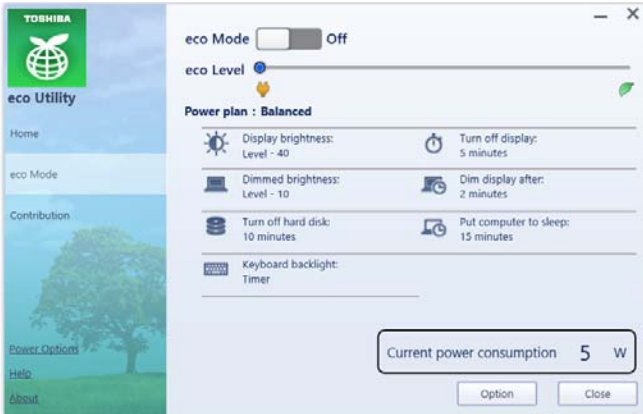 TOSHIBA
eco Utility
Home
eco Mode
Contribution
Power Options
Help
About
eco Mode Off
eco Level
Power plan : Balanced
Display brightness:
Level - 40
Turn off display:
5 minutes
Dimmed brightness:
Level - 10
Dim display after:
2 minutes
Turn off hard disk:
10 minutes
Put computer to sleep:
15 minutes
Keyboard backlight:
Timer
Current power consumption 5 W
Option Close